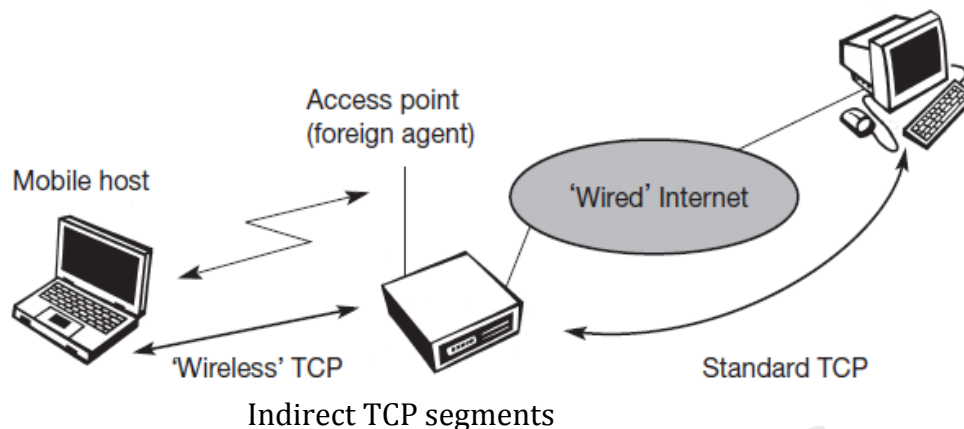 Access point
(foreign agent)
Mobile host
‘Wired’ Internet
‘Wireless’ TCP
Standard TCP
Indirect TCP segments